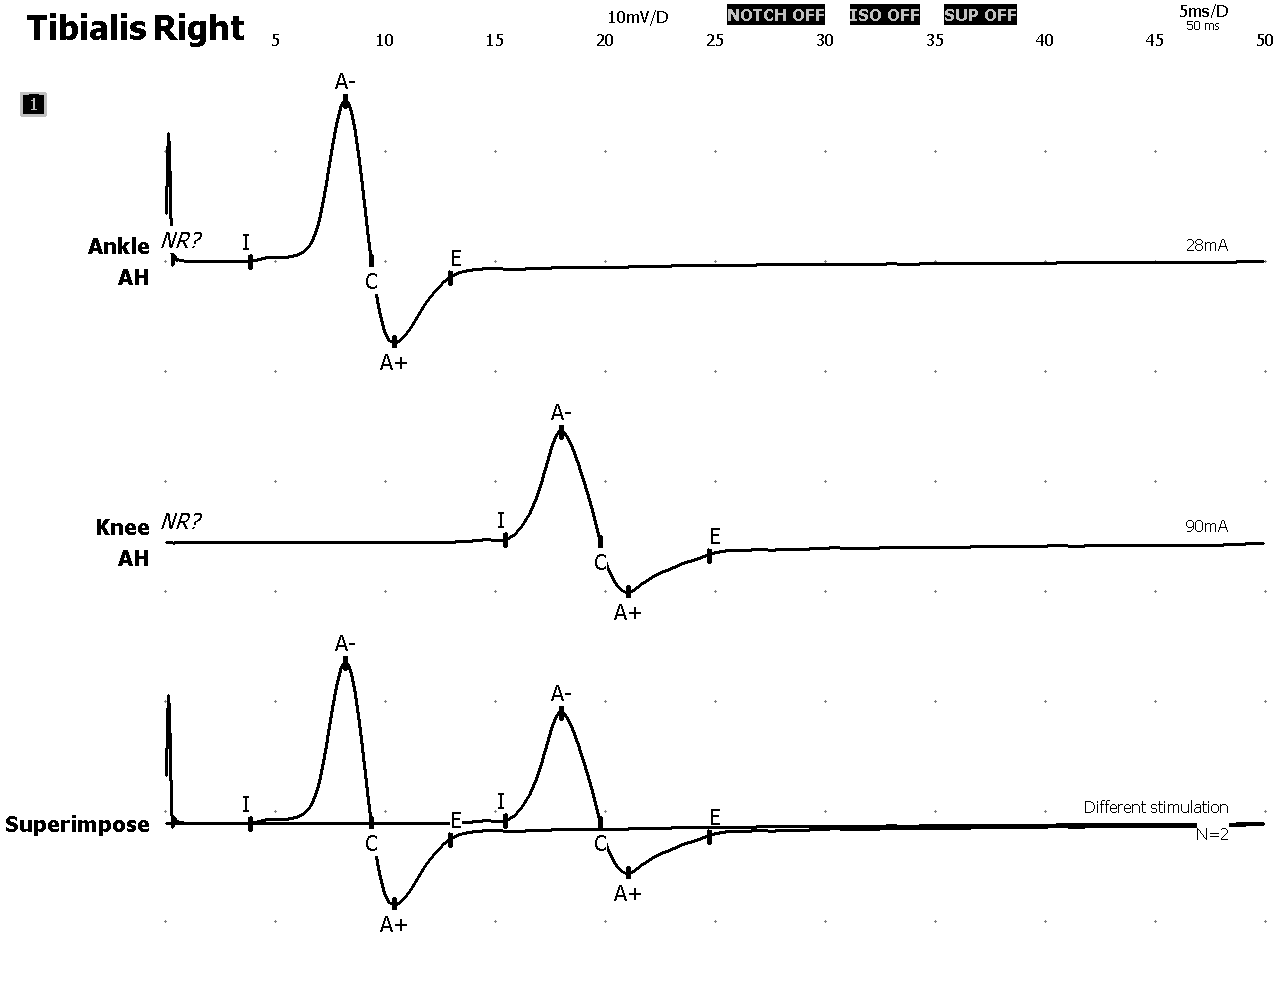 Tibialis Right
10mV/D NOTCH OFF ISO OFF SUP OFF 5ms/D
50 ms
5 10 15 20 25 30 35 40 45 50
A-
1
Ankle NR? I E 28mA
AH C
A+
A-
Knee NR? I E 90mA
AH C
A+
A-
A-
I I E Different stimulation
Superimpose E N=2
C C
A+
A+